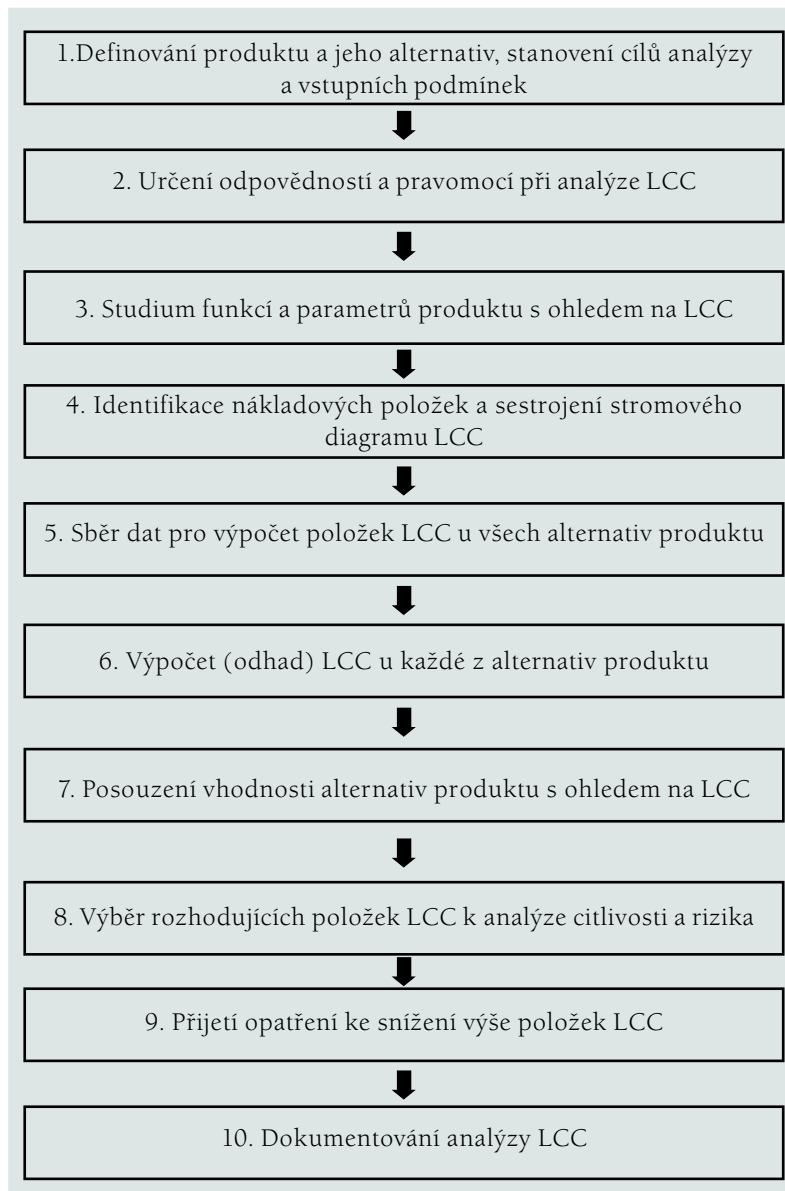 1.Definování produktu a jeho alternativ, stanovení cílů analýzy
a vstupních podmínek
2. Určení odpovědností a pravomocí při analýze LCC
3. Studium funkcí a parametrů produktu s ohledem na LCC
4. Identifikace nákladových položek a sestrojení stromového
diagramu LCC
5. Sběr dat pro výpočet položek LCC u všech alternativ produktu
6. Výpočet (odhad) LCC u každé z alternativ produktu
7. Posouzení vhodnosti alternativ produktu s ohledem na LCC
8. Výběr rozhodujících položek LCC k analýze citlivosti a rizika
9. Přijetí opatření ke snížení výše položek LCC
10. Dokumentování analýzy LCC